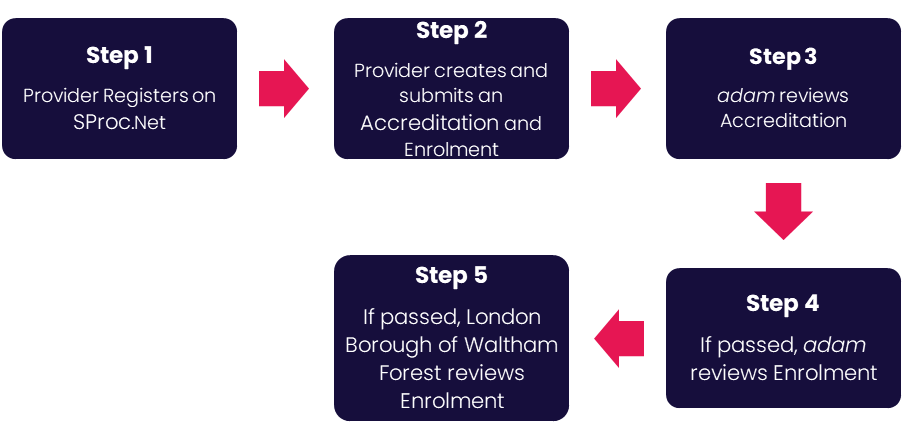 Step 1
Provider Registers on
SProc.Net
Step 2
Provider creates and
submits an
Accreditation and
Enrolment
Step 3
adam reviews
Accreditation
Step 4
If passed, adam
reviews Enrolment
Step 5
If passed, London
Borough of Waltham
Forest reviews
Enrolment